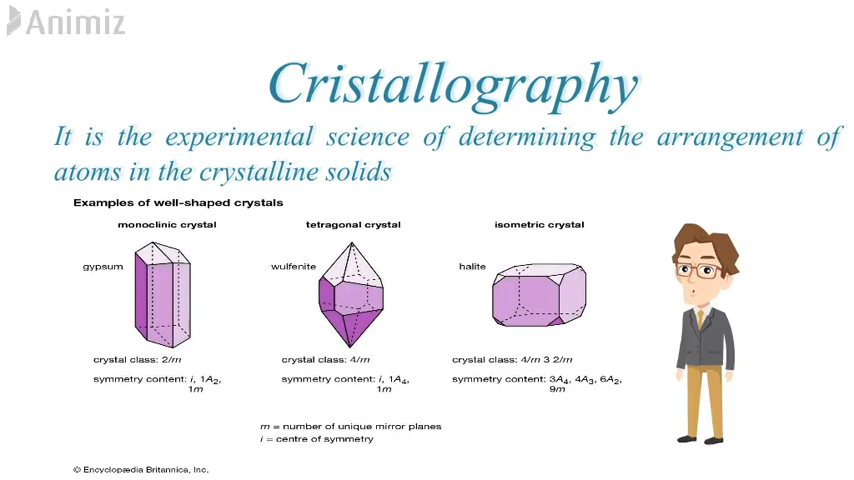 Animiz
Cristallography
It is the experimental science of determining the arrangement of
atoms in the crystalline solids
Examples of well-shaped crystals
monoclinic crystal
tetragonal crystal
isometric crystal
gypsum
wulfenite
halite
crystal class: 2/m
crystal class: 4/m
crystal class: 4/m 3 2/m
symmetry content: i, 1A2,
1m
symmetry content: i, 1A4,
1m
symmetry content: 3A4, 4A3, 6A2,
9m
m = number of unique mirror planes
i = centre of symmetry
© Encyclopædia Britannica, Inc.